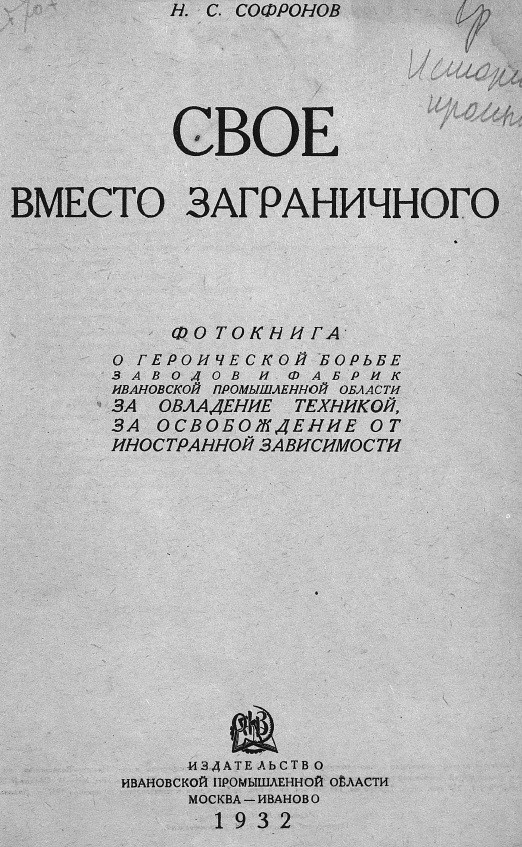 Н. С. СОФРОНОВ
СВОЕ
ВМЕСТО ЗАГРАНИЧНОГО
ФОТОКНИГА
О ГЕРОИЧЕСКОЙ БОРЬБЕ
ЗАВОДОВ И ФАБРИК
ИВАНОВСКОЙ ПРОМЫШЛЕННОЙ ОБЛАСТИ
ЗА ОВЛАДЕНИЕ ТЕХНИКОЙ,
ЗА ОСВОБОЖДЕНИЕ ОТ
ИНОСТРАННОЙ ЗАВИСИМОСТИ
ИЗДАТЕЛЬСТВО
ИВАНОВСКОЙ ПРОМЫШЛЕННОЙ ОБЛАСТИ
МОСКВА — ИВАНОВО
1932